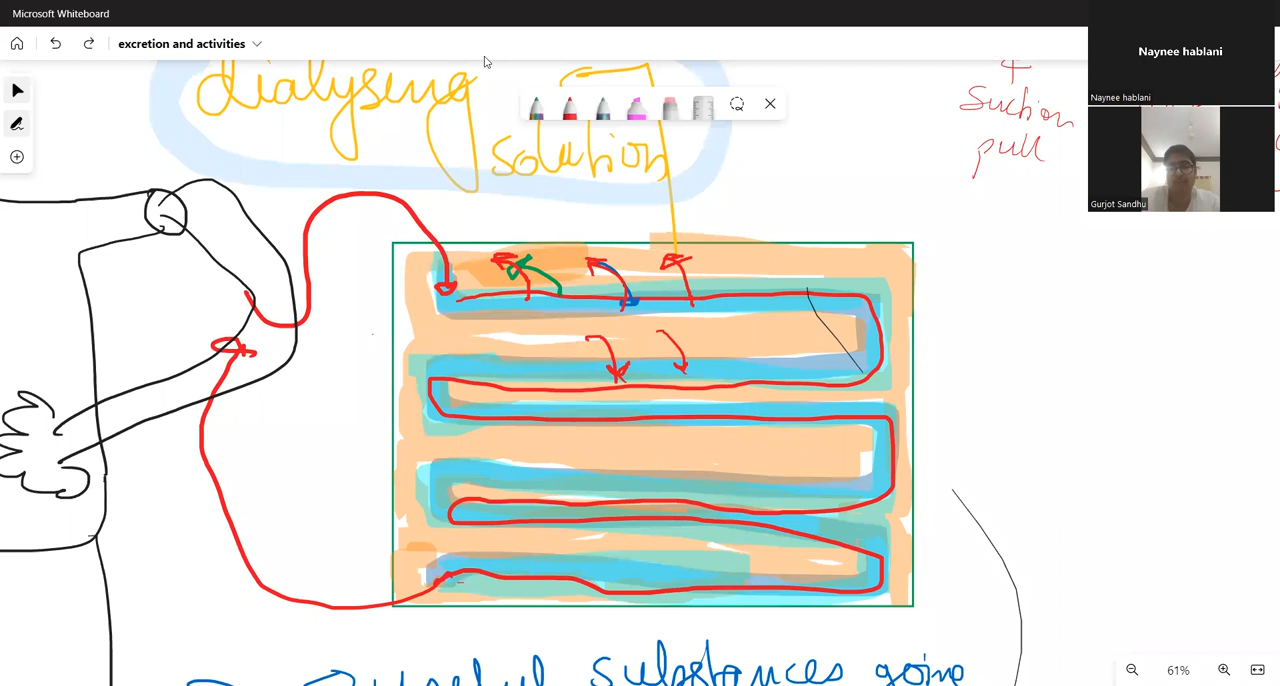 Microsoft Whiteboard
excretion and activities
Naynee hablani
Naynee hablani
Gurjot Sandhu
dialysing
solution
Suction
pull
useful substances going
61%